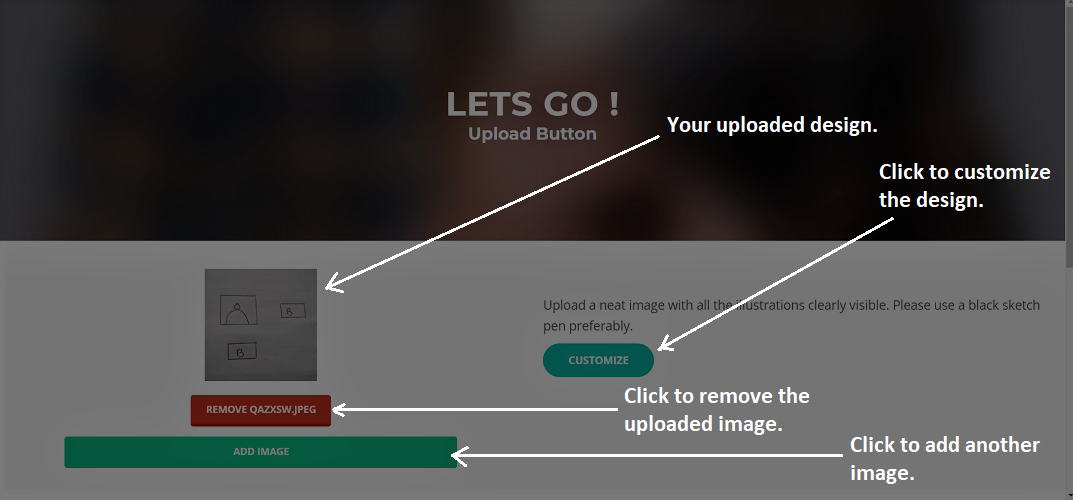 LETS GO !
Upload Button
Your uploaded design.
Click to customize
the design.
B
B
Upload a neat image with all the illustrations clearly visible. Please use a black sketch
pen preferably.
CUSTOMIZE
REMOVE QAZXSW.JPEG
Click to remove the
uploaded image.
ADD IMAGE
Click to add another
image.